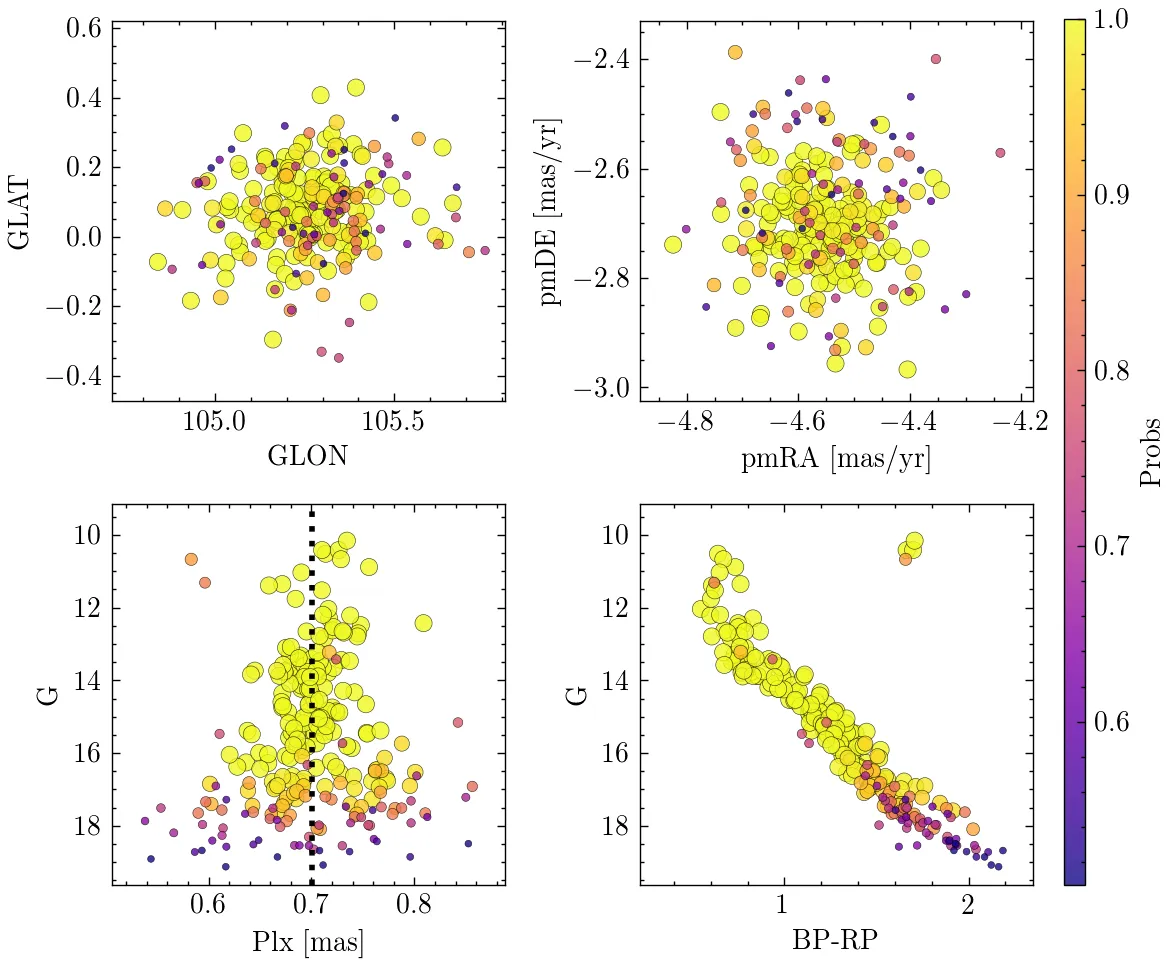 0.6
0.4
0.2
0.0
−0.2
−0.4
GLAT
105.0 105.5
GLON
−2.4
−2.6
−2.8
−3.0
pmDE [mas/yr]
−4.8 −4.6 −4.4 −4.2
pmRA [mas/yr]
10
12
14
16
18
G
0.6 0.7 0.8
Plx [mas]
10
12
14
16
18
G
1 2
BP-RP
1.0
0.9
0.8
0.7
0.6
Probs